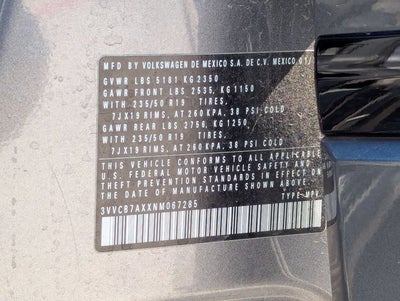 MFD BY VOLKSWAGEN DE MEXICO S.A. DE C.V. MEXICO 01/
GVWR LBS 5181 KG 2350
GAWR FRONT LBS 2535, KG 1150
WITH 235/50 R19 TIRES,
7JX19 RIMS, AT 260 KPA, 38 PSI COLD
GAWR REAR LBS 2756, KG 1250
WITH 235/50 R19 TIRES,
7JX19 RIMS, AT 260 KPA, 38 PSI COLD
THIS VEHICLE CONFORMS TO ALL APPLICABLE
U.S. FEDERAL MOTOR VEHICLE SAFETY AND
THEFT PREVENTION STANDARDS IN EFFECT ON
THE DATE OF MANUFACTURE SHOWN ABOVE
3VVCB7AXXNM067285 TYPE: MPV